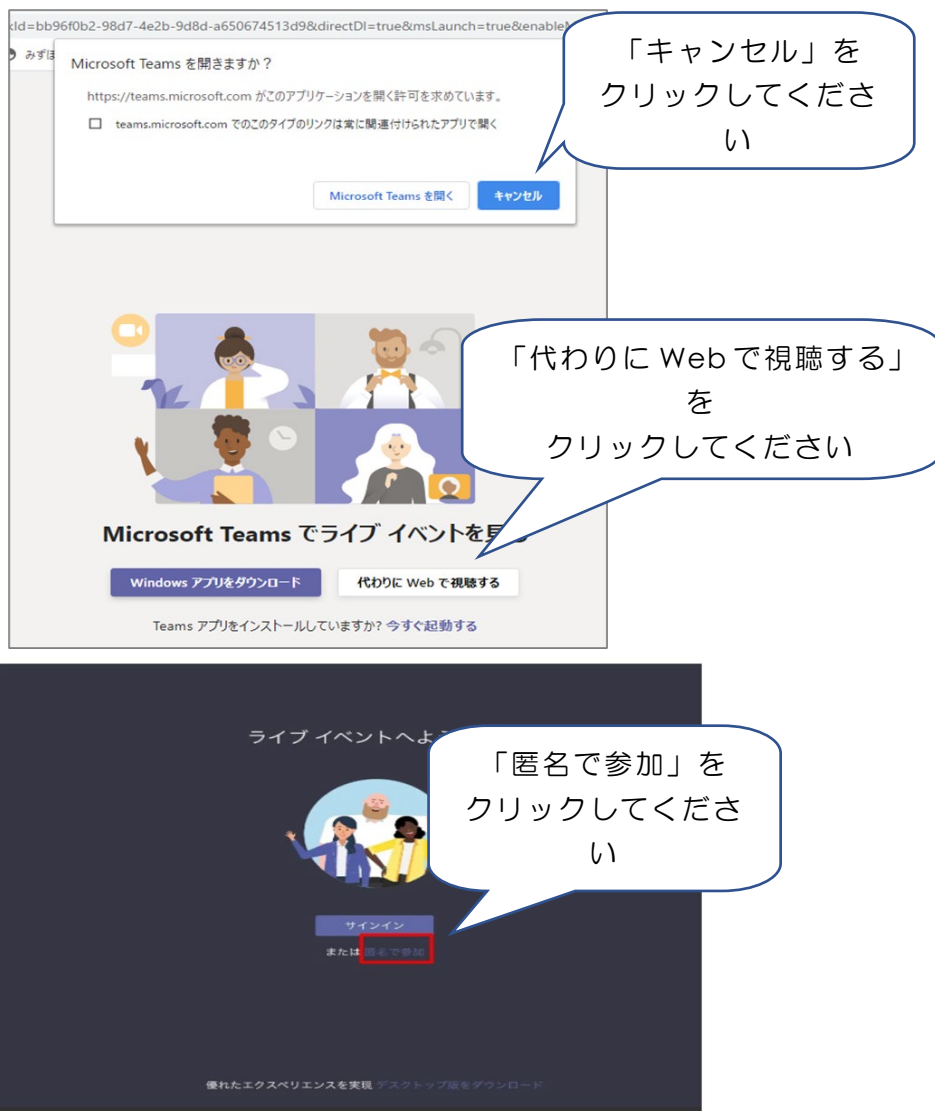 Id=bb96f0b2-98d7-4e2b-9d8d-a650674513d9&directDl=true&msLaunch=true&enable
みずほ
Microsoft Teams を開きますか？
https://teams.microsoft.com がこのアプリケーションを開く許可を求めています。
teams.microsoft.com でのこのタイプのリンクは常に関連付けられたアプリで開く
Microsoft Teams を開く
キャンセル
「キャンセル」を
クリックしてくださ
い
「代わりに Web で視聴する」
を
クリックしてください
Microsoft Teams でライブ イベントを見る
Windows アプリをダウンロード
代わりに Web で視聴する
Teams アプリをインストールしていますか? 今すぐ起動する
ライブ イベントへよ
「匿名で参加」を
クリックしてくださ
い
サインイン
または 匿名で参加
優れたエクスペリエンスを実現 デスクトップ版をダウンロード